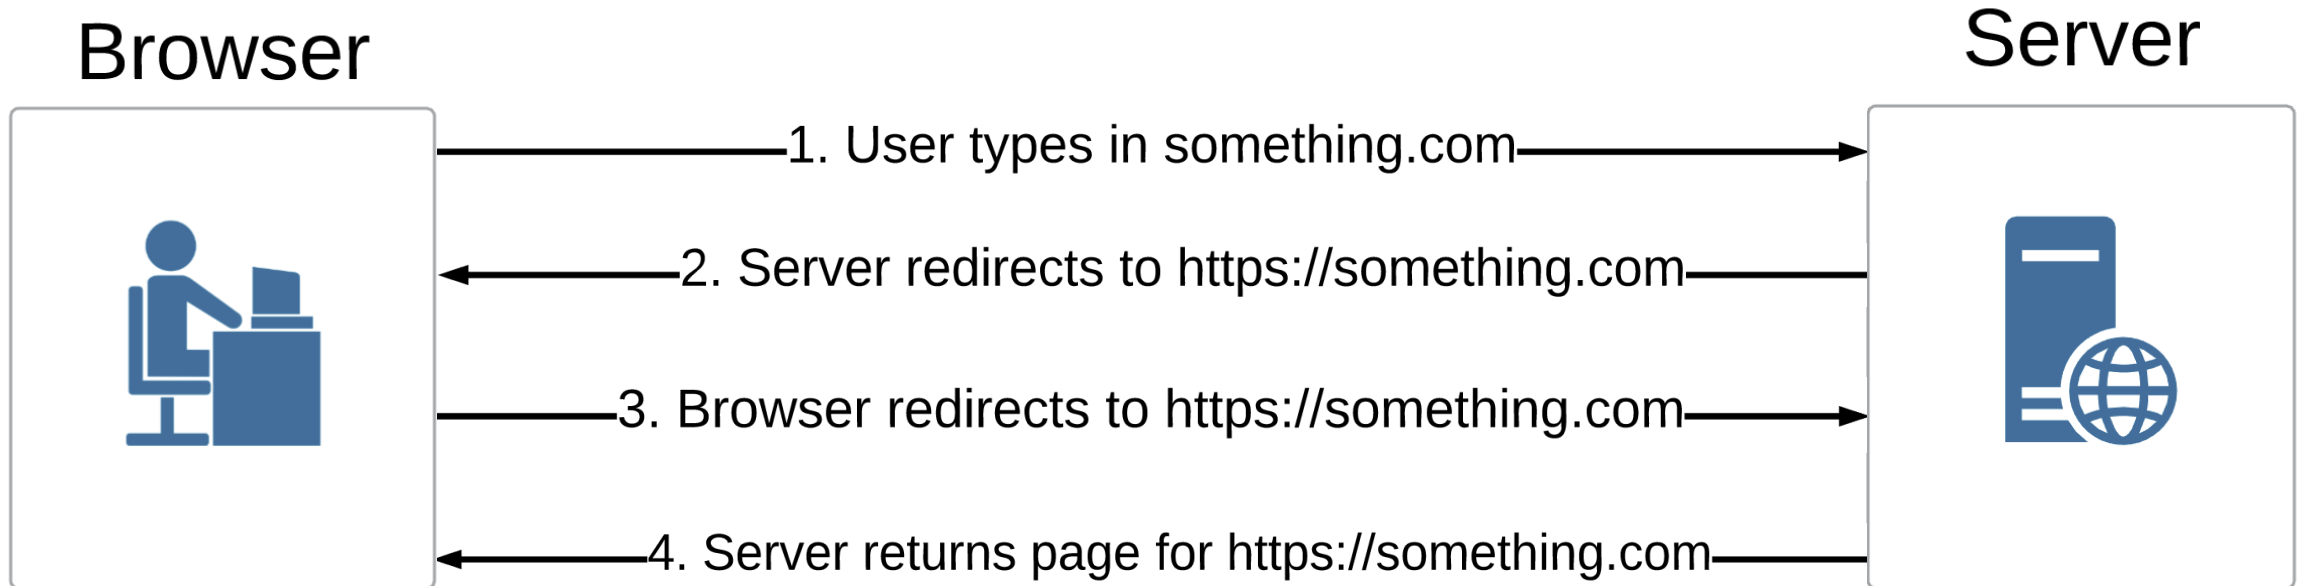 Browser
Server
1. User types in something.com
2. Server redirects to https://something.com
3. Browser redirects to https://something.com
4. Server returns page for https://something.com